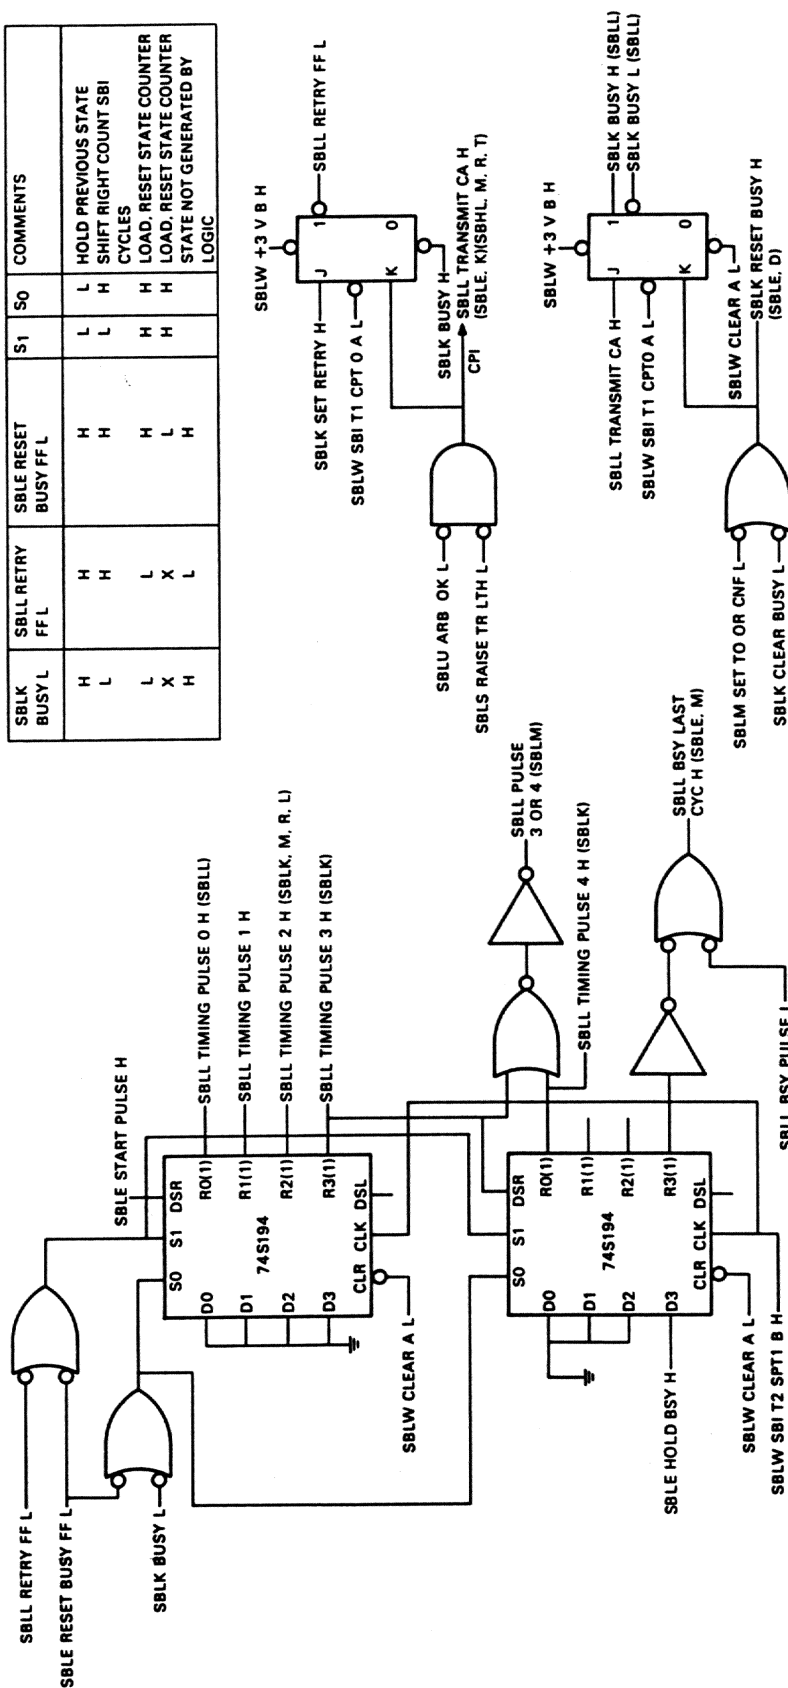 SBLK BUSY L | SBLL RETRY FF L | SBLE RESET BUSY FF L | S1 | S0 | COMMENTS
H | H | H | L | L | HOLD PREVIOUS STATE
L | H | H | L | H | SHIFT RIGHT COUNT SBI CYCLES
L | L | H | H | H | LOAD, RESET STATE COUNTER
X | X | L | H | H | LOAD, RESET STATE COUNTER
H | L | H | STATE NOT GENERATED BY LOGIC
SBLL RETRY FF L
SBLE RESET BUSY FF L
SBLK BUSY L
SBLE START PULSE H
S0
S1
DSR
D0
D1
D2
D3
74S194
R0(1)
R1(1)
R2(1)
R3(1)
CLR
CLK
DSL
SBLL TIMING PULSE 0 H (SBLL)
SBLL TIMING PULSE 1 H
SBLL TIMING PULSE 2 H (SBLK, M, R, L)
SBLL TIMING PULSE 3 H (SBLK)
SBLW CLEAR A L
S0
S1
DSR
D0
D1
D2
D3
74S194
R0(1)
R1(1)
R2(1)
R3(1)
CLR
CLK
DSL
SBLE HOLD BSY H
SBLW CLEAR A L
SBLW SBI T2 SPT1 B H
SBLL PULSE
3 OR 4 (SBLM)
SBLL TIMING PULSE 4 H (SBLK)
SBLL BSY LAST
CYC H (SBLE, M)
SBLL BSY PULSE L
SBLW +3 V B H
SBLK SET RETRY H
J
1
SBLL RETRY FF L
SBLW SBI T1 CPT 0 A L
K
0
SBLK BUSY H
SBLU ARB OK L
SBLS RAISE TR LTH L
CPI
SBLL TRANSMIT CA H
(SBLE, K)(SBHL, M, R, T)
SBLW +3 V B H
SBLL TRANSMIT CA H
J
1
SBLK BUSY H (SBLL)
SBLK BUSY L (SBLL)
SBLW SBI T1 CPT0 A L
K
0
SBLW CLEAR A L
SBLM SET TO OR CNF L
SBLK CLEAR BUSY L
SBLK RESET BUSY H
(SBLE, D)